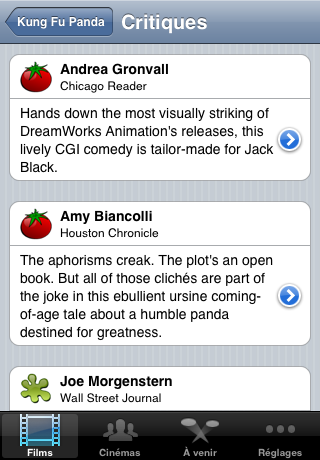 Kung Fu Panda
Critiques
Andrea Gronvall
Chicago Reader
Hands down the most visually striking of
DreamWorks Animation's releases, this
lively CGI comedy is tailor-made for Jack
Black.
Amy Biancolli
Houston Chronicle
The aphorisms creak. The plot's an open
book. But all of those clichés are part of
the joke in this ebullient ursine coming-
of-age tale about a humble panda
destined for greatness.
Joe Morgenstern
Wall Street Journal
Films
Cinémas
À venir
Réglages